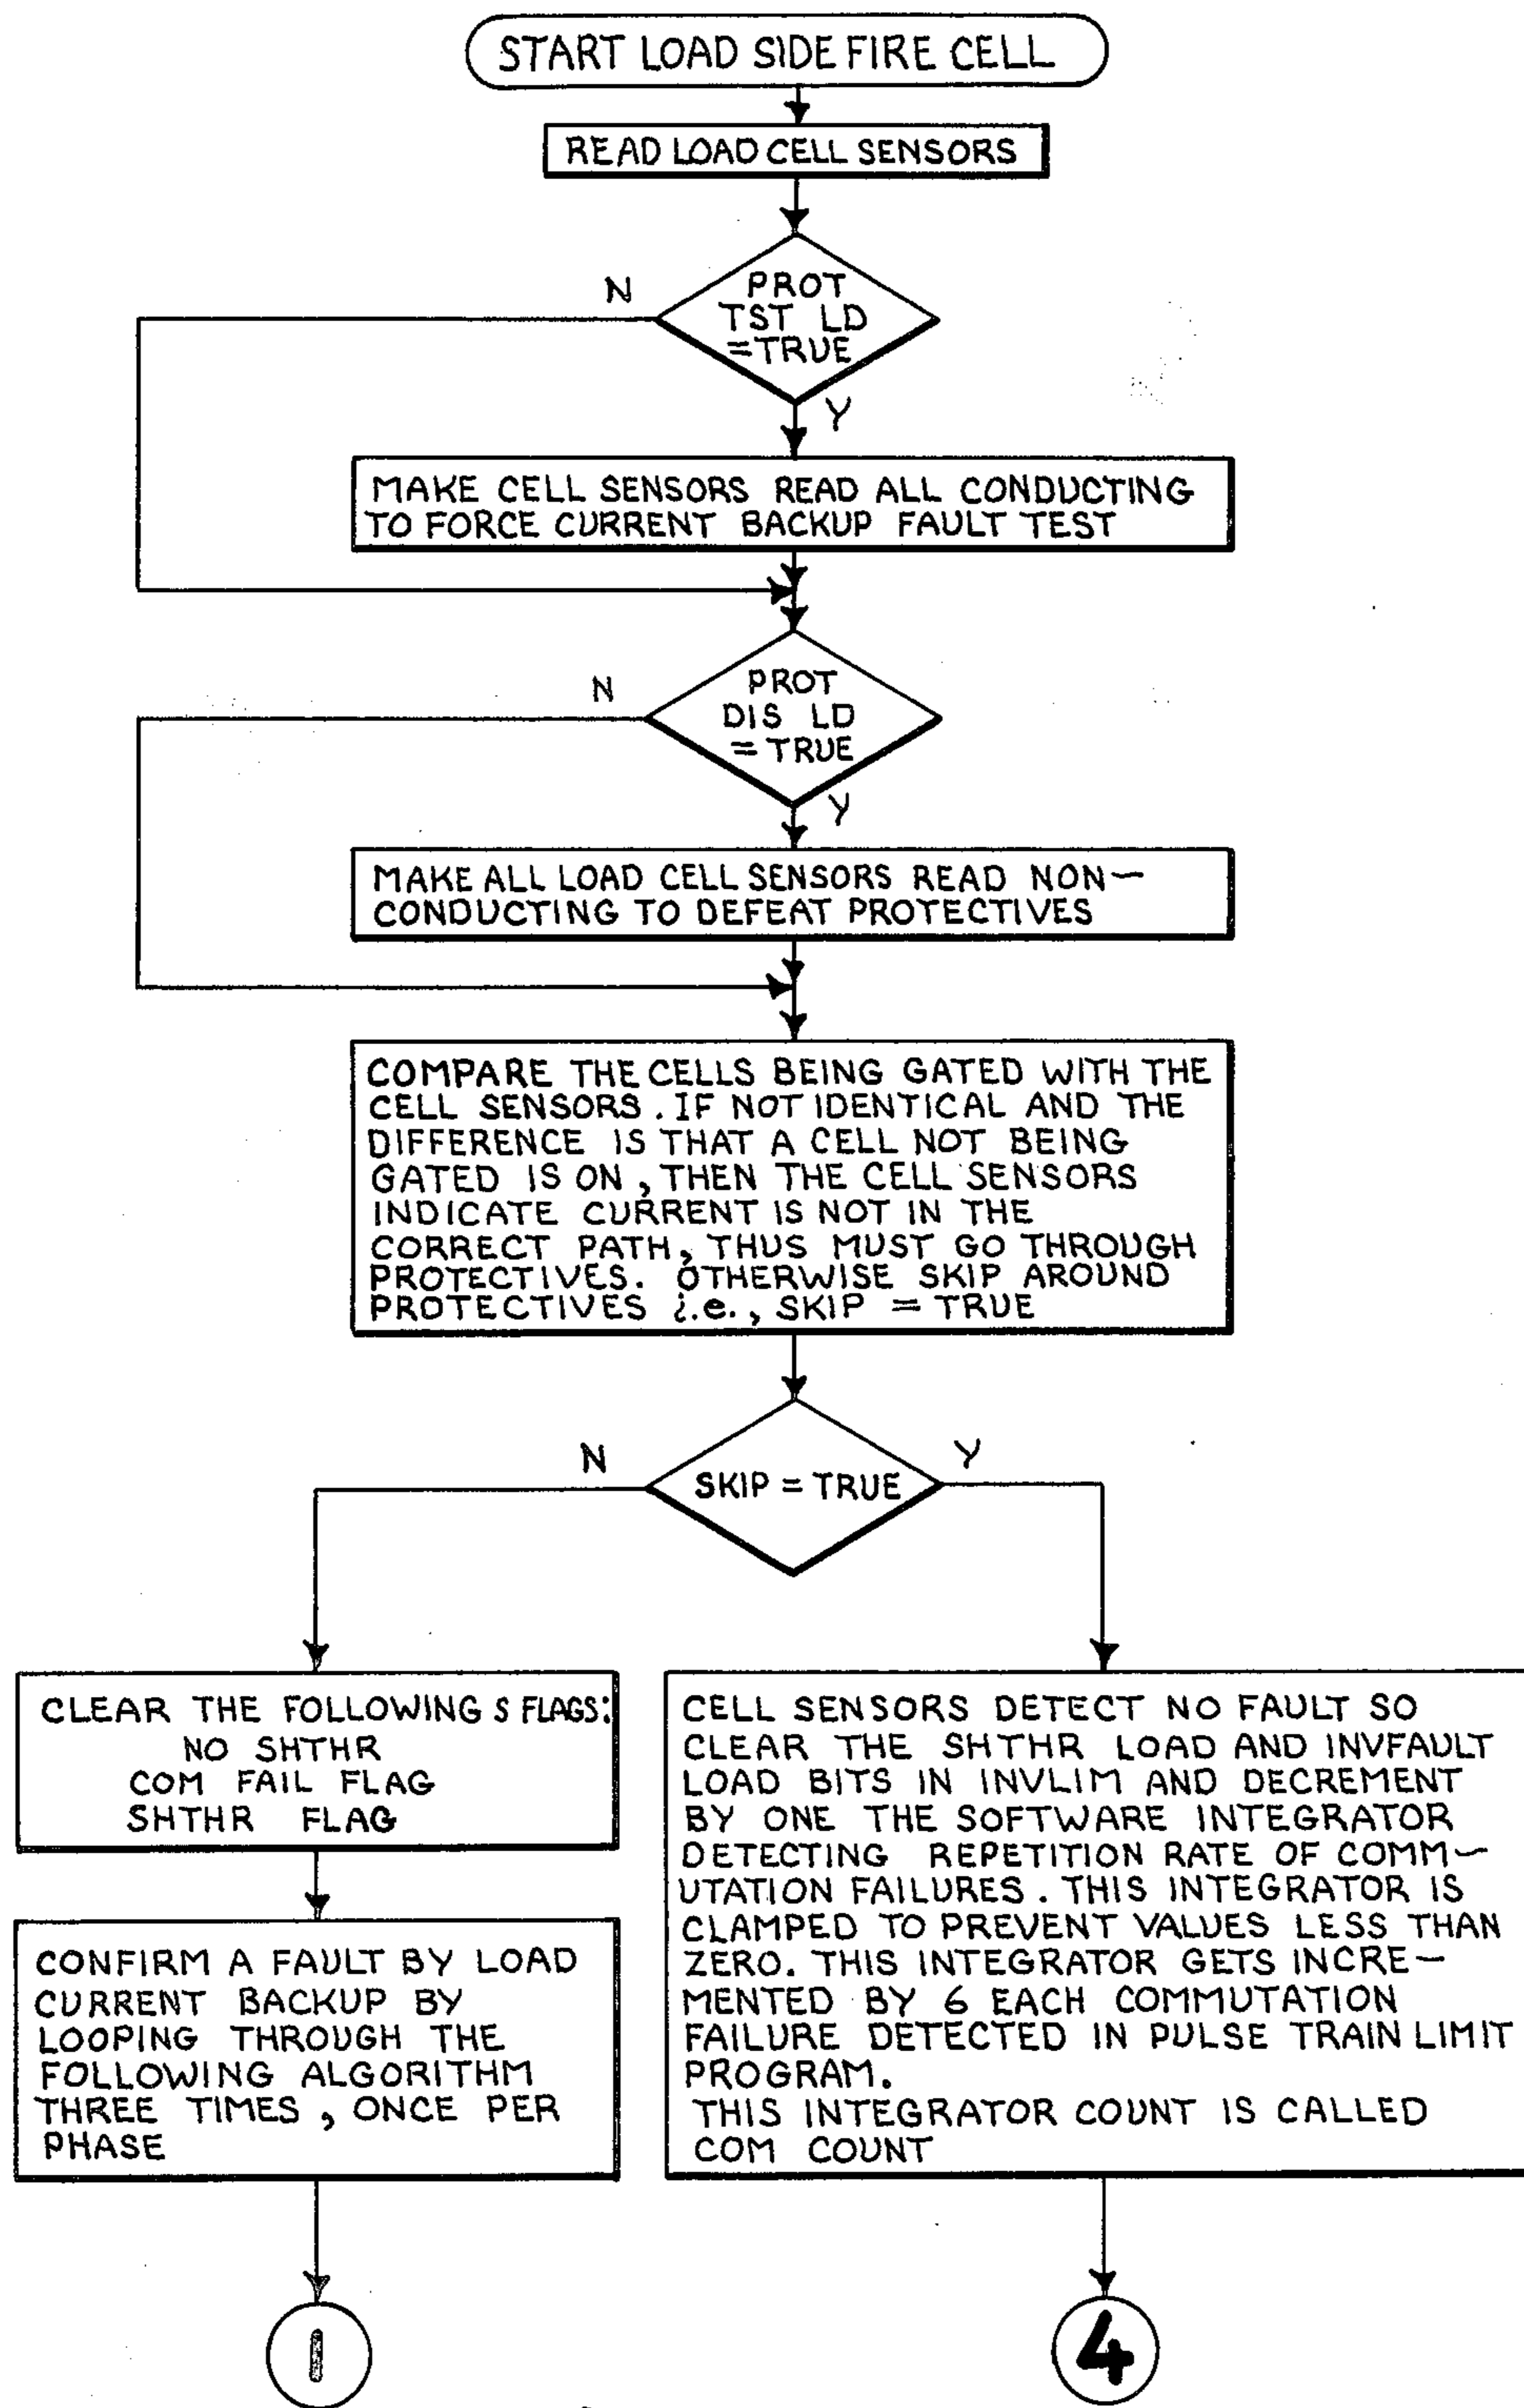 START LOAD SIDE FIRE CELL
READ LOAD CELL SENSORS
N
PROT
TST LD
=TRUE
Y
MAKE CELL SENSORS READ ALL CONDUCTING
TO FORCE CURRENT BACKUP FAULT TEST
N
PROT
DIS LD
= TRUE
Y
MAKE ALL LOAD CELL SENSORS READ NON-
CONDUCTING TO DEFEAT PROTECTIVES
COMPARE THE CELLS BEING GATED WITH THE
CELL SENSORS. IF NOT IDENTICAL AND THE
DIFFERENCE IS THAT A CELL NOT BEING
GATED IS ON, THEN THE CELL SENSORS
INDICATE CURRENT IS NOT IN THE
CORRECT PATH, THUS MUST GO THROUGH
PROTECTIVES. OTHERWISE SKIP AROUND
PROTECTIVES i.e., SKIP = TRUE
N
SKIP = TRUE
Y
CLEAR THE FOLLOWING S FLAGS:
NO SHTHR
COM FAIL FLAG
SHTHR FLAG
CONFIRM A FAULT BY LOAD
CURRENT BACKUP BY
LOOPING THROUGH THE
FOLLOWING ALGORITHM
THREE TIMES, ONCE PER
PHASE
1
CELL SENSORS DETECT NO FAULT SO
CLEAR THE SHTHR LOAD AND INVFAULT
LOAD BITS IN INVLIM AND DECREMENT
BY ONE THE SOFTWARE INTEGRATOR
DETECTING REPETITION RATE OF COMM-
UTATION FAILURES. THIS INTEGRATOR IS
CLAMPED TO PREVENT VALUES LESS THAN
ZERO. THIS INTEGRATOR GETS INCRE-
MENTED BY 6 EACH COMMUTATION
FAILURE DETECTED IN PULSE TRAIN LIMIT
PROGRAM.
THIS INTEGRATOR COUNT IS CALLED
COM COUNT
4